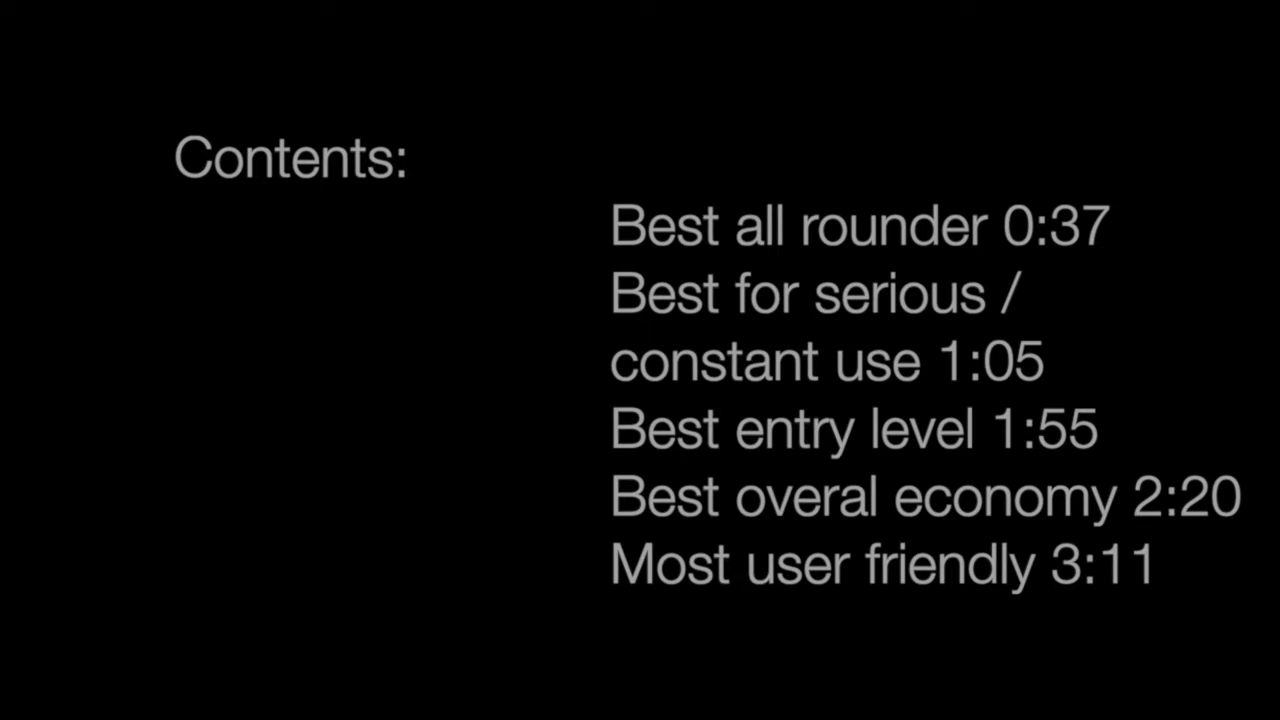 Contents:
Best all rounder 0:37
Best for serious /
constant use 1:05
Best entry level 1:55
Best overal economy 2:20
Most user friendly 3:11